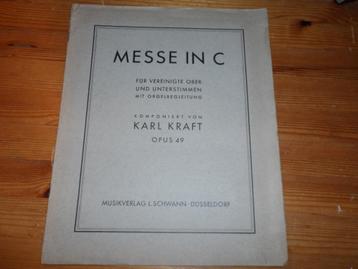 MESSE IN C
FÜR VEREINIGTE OBER-
UND UNTERSTIMMEN
MIT ORGELBEGLEITUNG
KOMPONIERT VON
KARL KRAFT
OPUS 49
MUSIKVERLAG L. SCHWANN · DÜSSELDORF